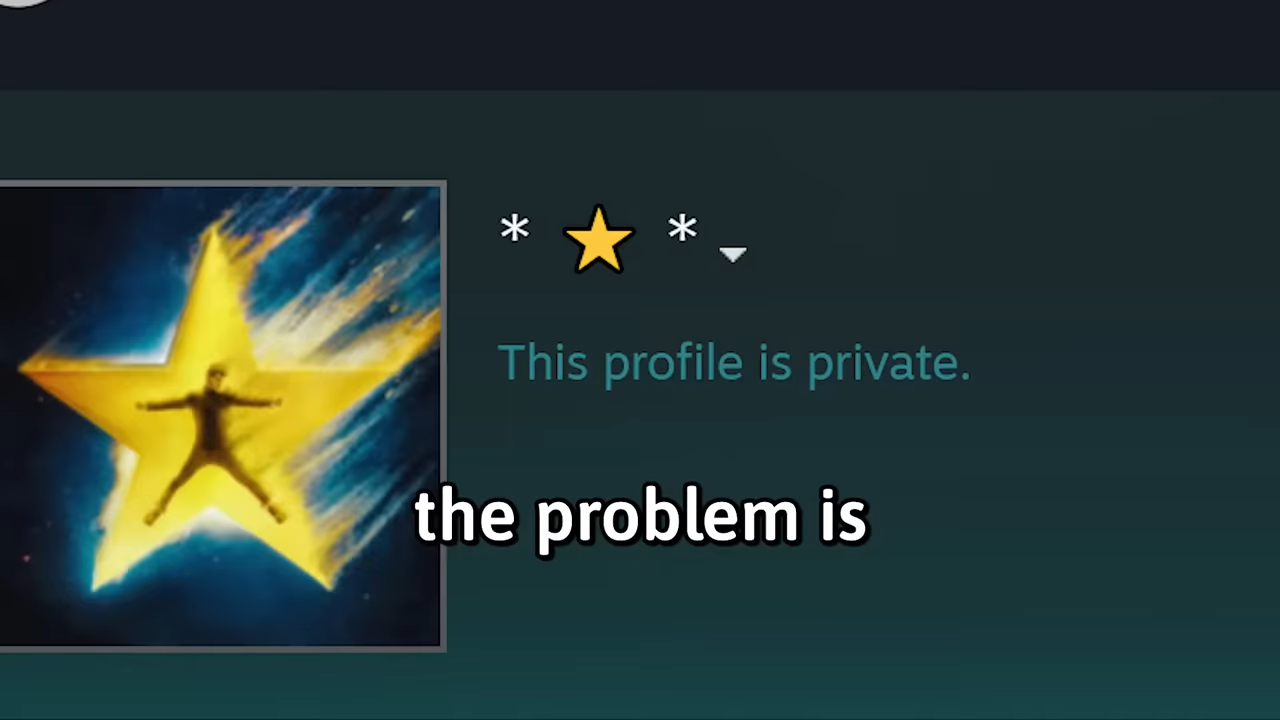 * ⭐ *
This profile is private.
the problem is